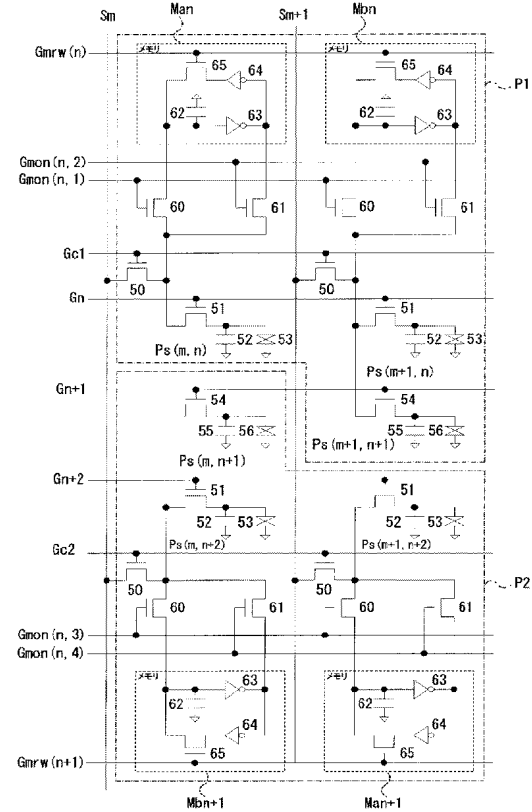 Sm Man Sm+1 Mbn
Gmrw(n) メモリ 65 64 メモリ 65 64 P1
62 63 62 63
Gmon(n, 2)
Gmon(n, 1)
60 61 60 61
Gc1
50 50
Gn
51 51
52 53 52 53
Ps(m, n) Ps(m+1, n)
Gn+1
54 54
55 56 55 56
Ps(m, n+1) Ps(m+1, n+1)
Gn+2
51 51
52 53 52 53
Ps(m, n+2) Ps(m+1, n+2)
Gc2
50 50 P2
60 61 60 61
Gmon(n, 3)
Gmon(n, 4)
メモリ 63 メモリ 63
62 64 62 64
65 65
Gmrw(n+1)
Mbn+1 Man+1